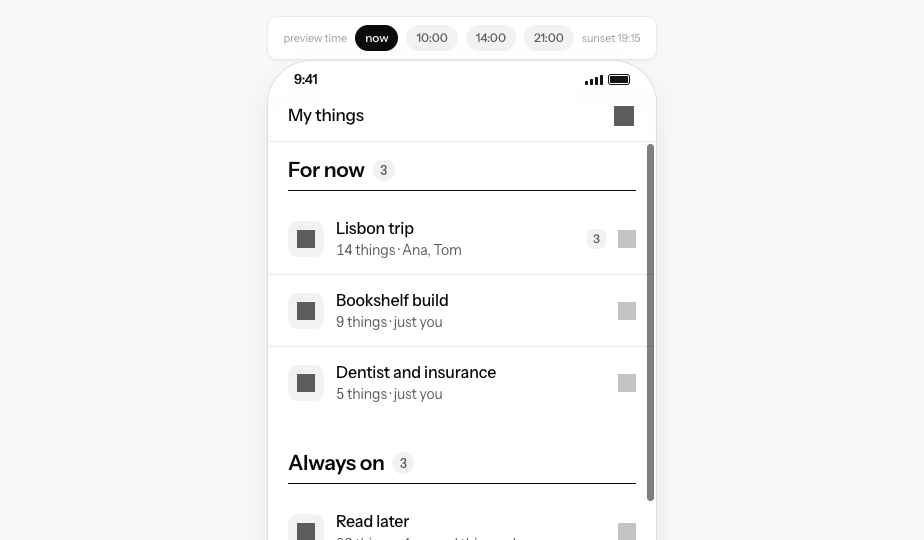 preview time now 10:00 14:00 21:00 sunset 19:15
9:41
My things
For now 3
Lisbon trip
14 things · Ana, Tom
3
Bookshelf build
9 things · just you
Dentist and insurance
5 things · just you
Always on 3
Read later